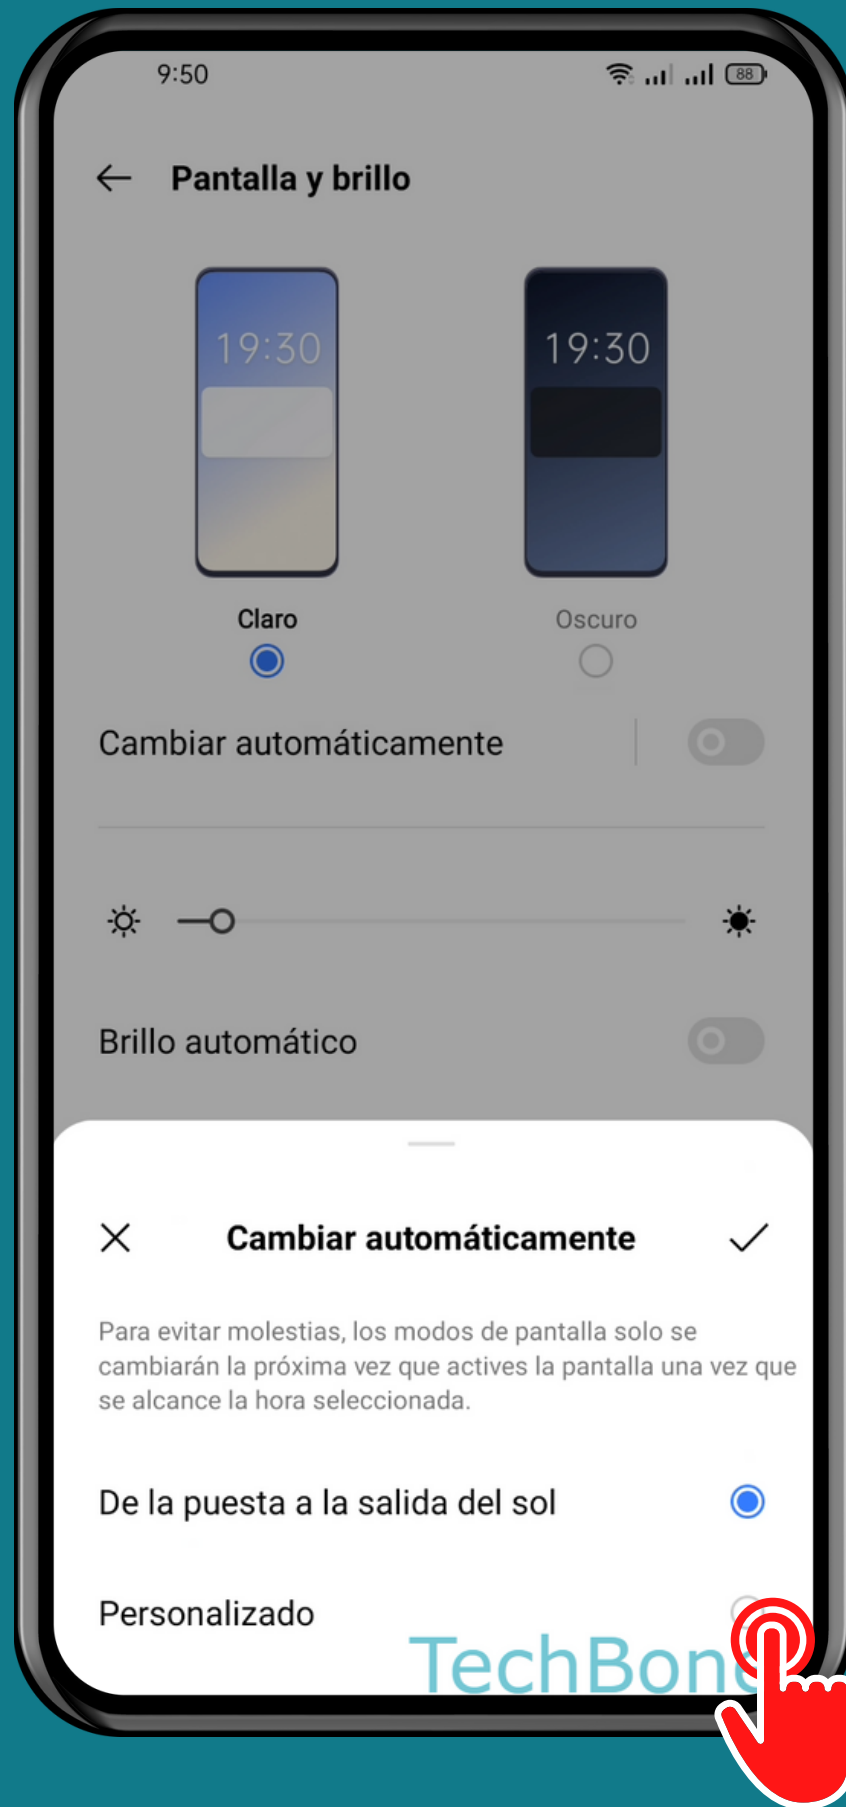 9:50
88
Pantalla y brillo
19:30 19:30
Claro Oscuro
Cambiar automáticamente
Brillo automático
Cambiar automáticamente
Para evitar molestias, los modos de pantalla solo se
cambiarán la próxima vez que actives la pantalla una vez que
se alcance la hora seleccionada.
De la puesta a la salida del sol
Personalizado